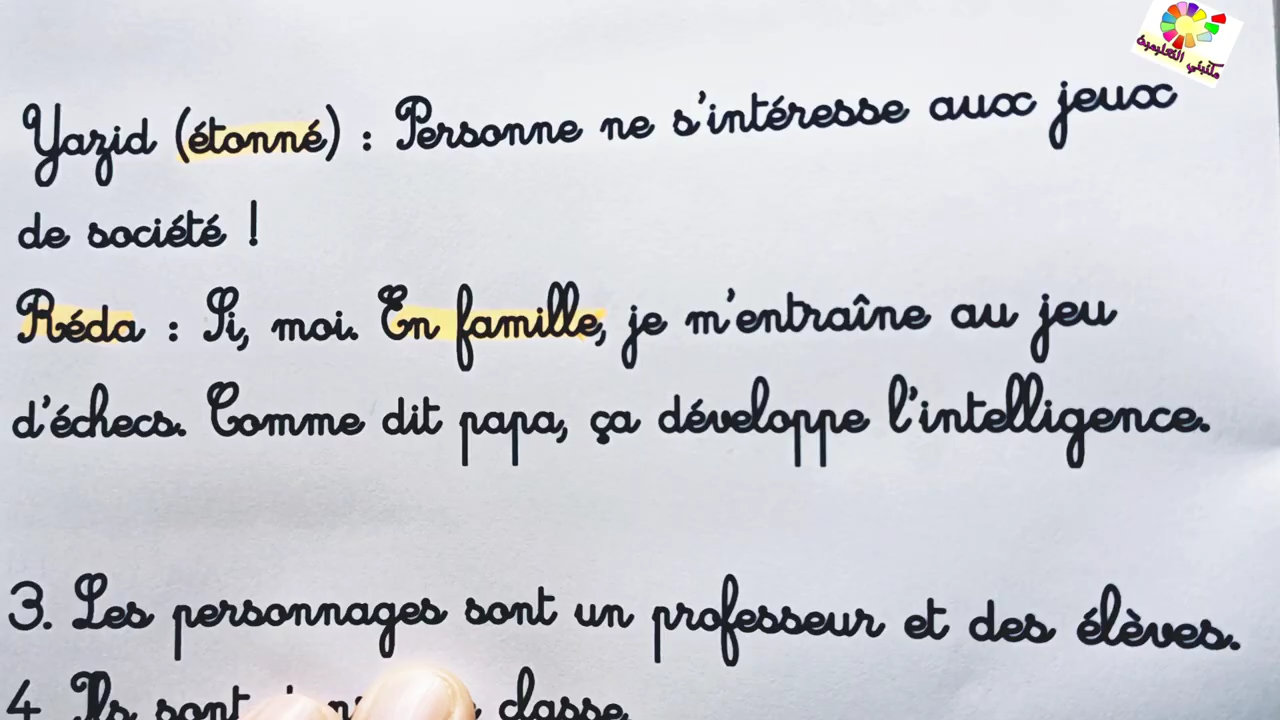 مكتبتي التعليمية
Yazid (étonné) : Personne ne s'intéresse aux jeux
de société !
Réda : Si, moi. En famille, je m'entraîne au jeu
d'échecs. Comme dit papa, ça développe l'intelligence.
3. Les personnages sont un professeur et des élèves.
4. Ils sont classe.